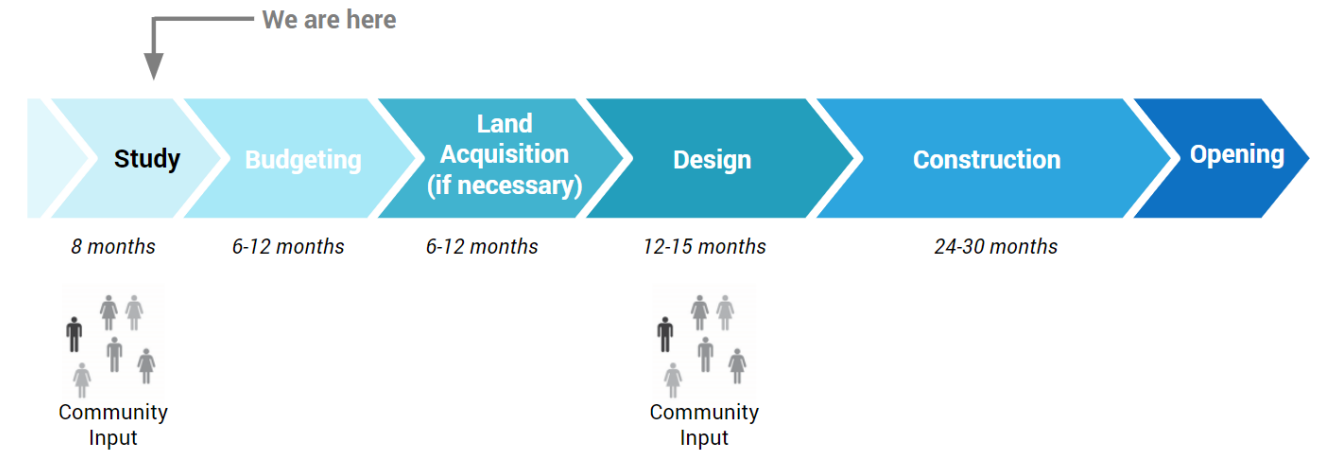 We are here
Study
Budgeting
Land
Acquisition
(if necessary)
Design
Construction
Opening
8 months
6-12 months
6-12 months
12-15 months
24-30 months
Community
Input
Community
Input